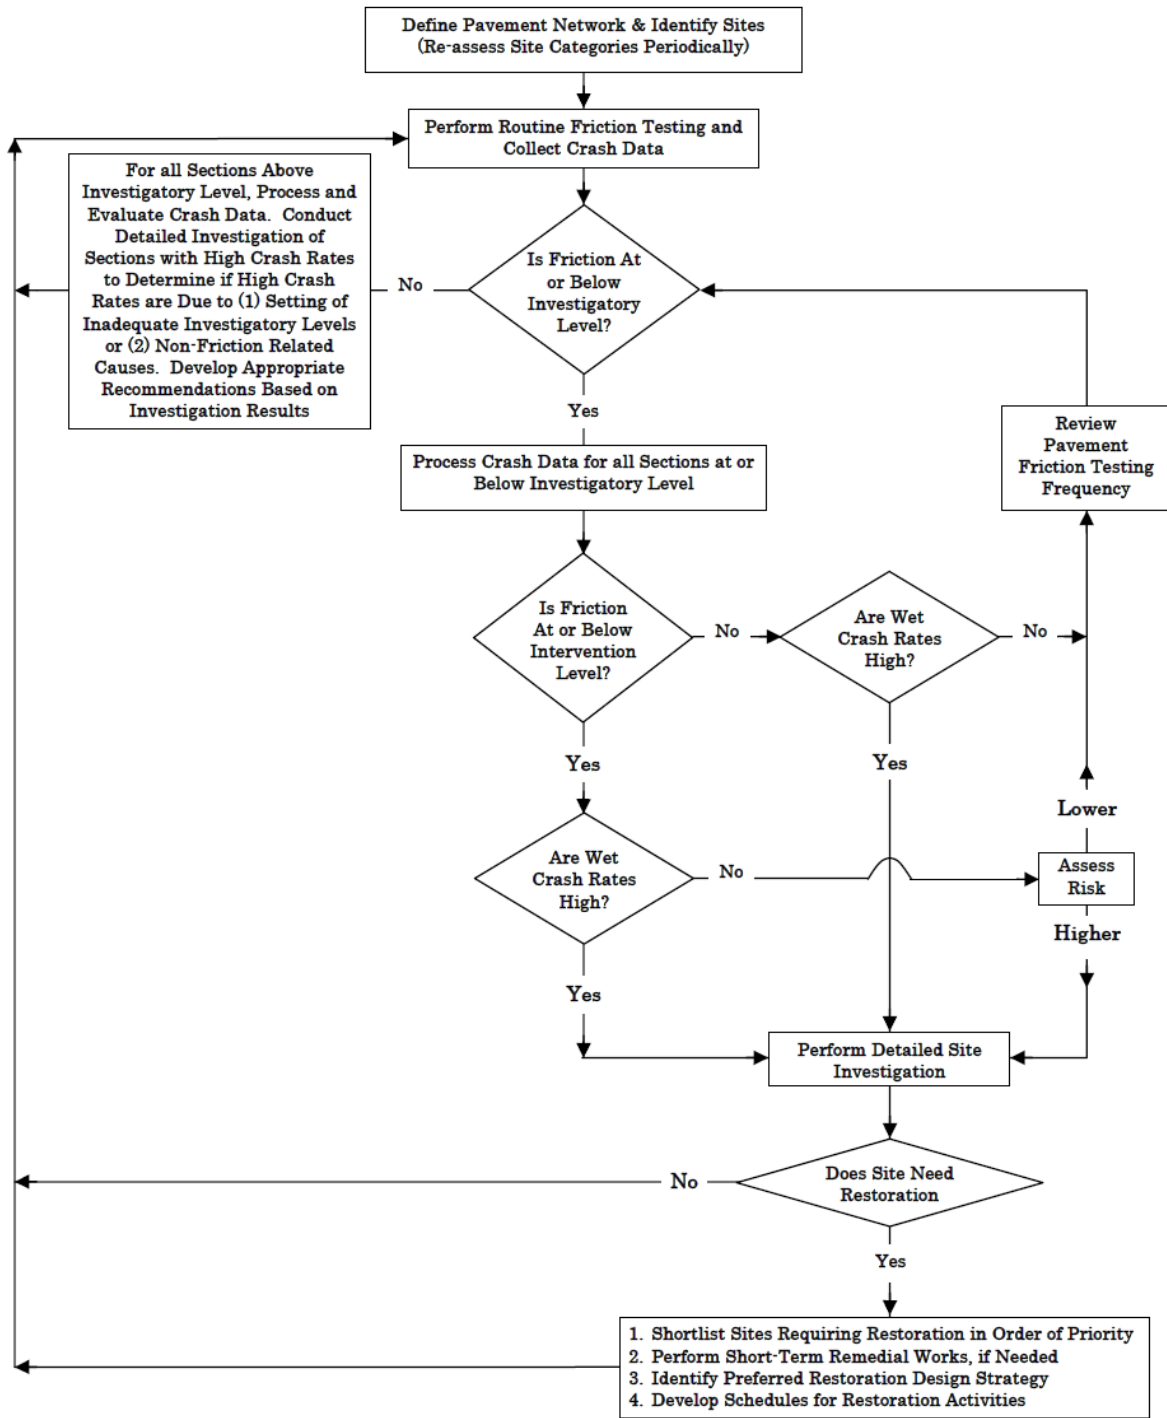 Define Pavement Network & Identify Sites
(Re-assess Site Categories Periodically)
Perform Routine Friction Testing and
Collect Crash Data
For all Sections Above
Investigatory Level, Process and
Evaluate Crash Data.  Conduct
Detailed Investigation of
Sections with High Crash Rates
to Determine if High Crash
Rates are Due to (1) Setting of
Inadequate Investigatory Levels
or (2) Non-Friction Related
Causes.  Develop Appropriate
Recommendations Based on
Investigation Results
No
Is Friction At
or Below
Investigatory
Level?
Yes
Review
Pavement
Friction Testing
Frequency
Process Crash Data for all Sections at or
Below Investigatory Level
Is Friction
At or Below
Intervention
Level?
No
Are Wet
Crash Rates
High?
No
Yes
Yes
Lower
Are Wet
Crash Rates
High?
No
Assess
Risk
Higher
Yes
Perform Detailed Site
Investigation
Does Site Need
Restoration
No
Yes
1. Shortlist Sites Requiring Restoration in Order of Priority
2. Perform Short-Term Remedial Works, if Needed
3. Identify Preferred Restoration Design Strategy
4. Develop Schedules for Restoration Activities